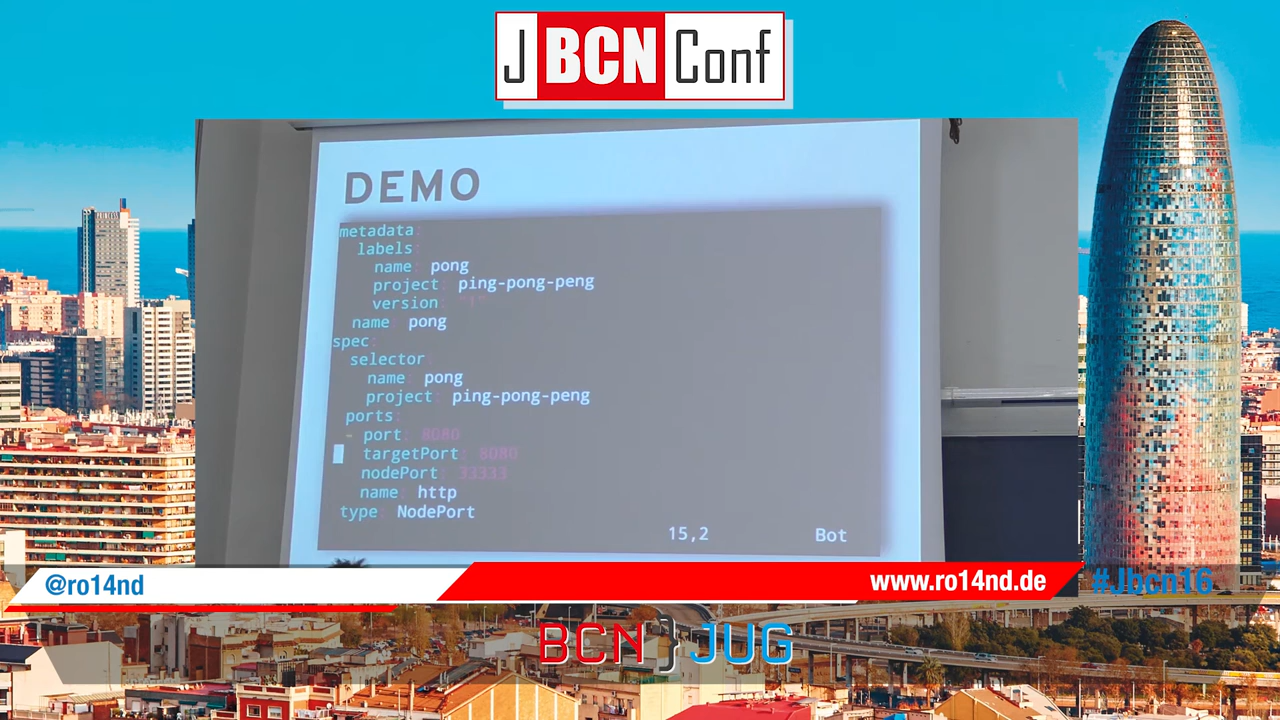 JBCNConf
DEMO
metadata:
labels:
name: pong
project: ping-pong-peng
version: "1"
name: pong
spec:
selector:
name: pong
project: ping-pong-peng
ports:
- port: 8080
targetPort: 8080
nodePort: 33333
name: http
type: NodePort
15,2 Bot
@ro14nd
www.ro14nd.de
#Jbcn16
BCN JUG